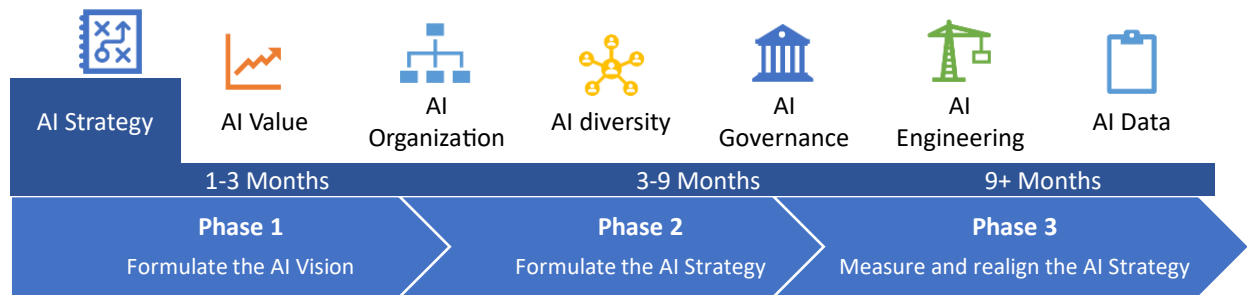 AI Strategy
AI Value
AI
Organization
AI diversity
AI
Governance
AI
Engineering
AI Data
1-3 Months
3-9 Months
9+ Months
Phase 1
Formulate the AI Vision
Phase 2
Formulate the AI Strategy
Phase 3
Measure and realign the AI Strategy